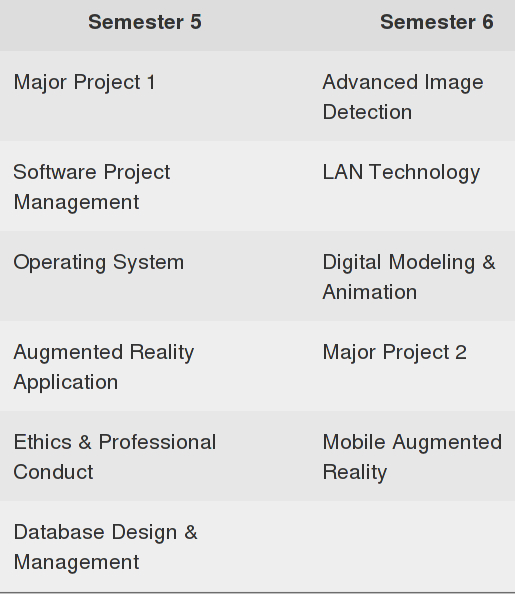 Semester 5 Semester 6
Major Project 1 Advanced Image
Detection
Software Project LAN Technology
Management
Operating System Digital Modeling &
Animation
Augmented Reality Major Project 2
Application
Ethics & Professional Mobile Augmented
Conduct Reality
Database Design &
Management